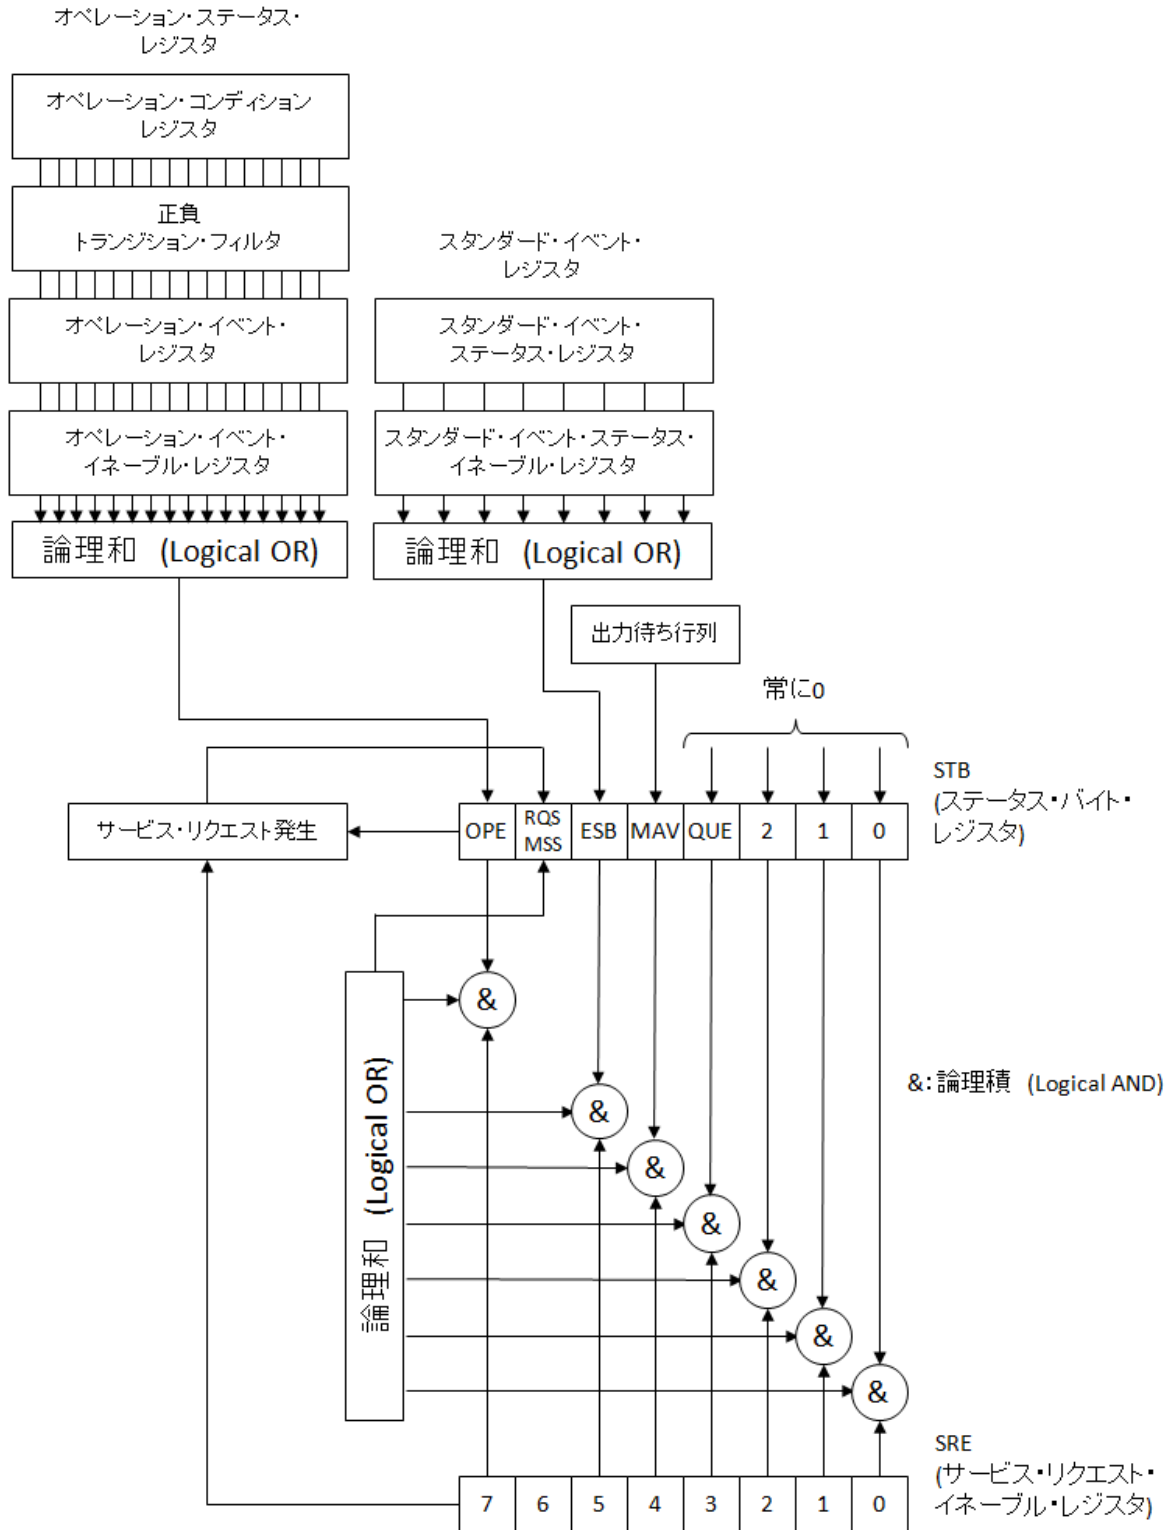 オペレーション・ステータス・
レジスタ
オペレーション・コンディション
レジスタ
正負
トランジション・フィルタ
オペレーション・イベント・
レジスタ
オペレーション・イベント・
イネーブル・レジスタ
論理和 (Logical OR)
スタンダード・イベント・
レジスタ
スタンダード・イベント・
ステータス・レジスタ
スタンダード・イベント・ステータス・
イネーブル・レジスタ
論理和 (Logical OR)
出力待ち行列
常に0
サービス・リクエスト発生
OPE
RQS
MSS
ESB
MAV
QUE
2
1
0
STB
(ステータス・バイト・
レジスタ)
論理和 (Logical OR)
&
&
&
&
&
&
&
&:論理積 (Logical AND)
7
6
5
4
3
2
1
0
SRE
(サービス・リクエスト・
イネーブル・レジスタ)